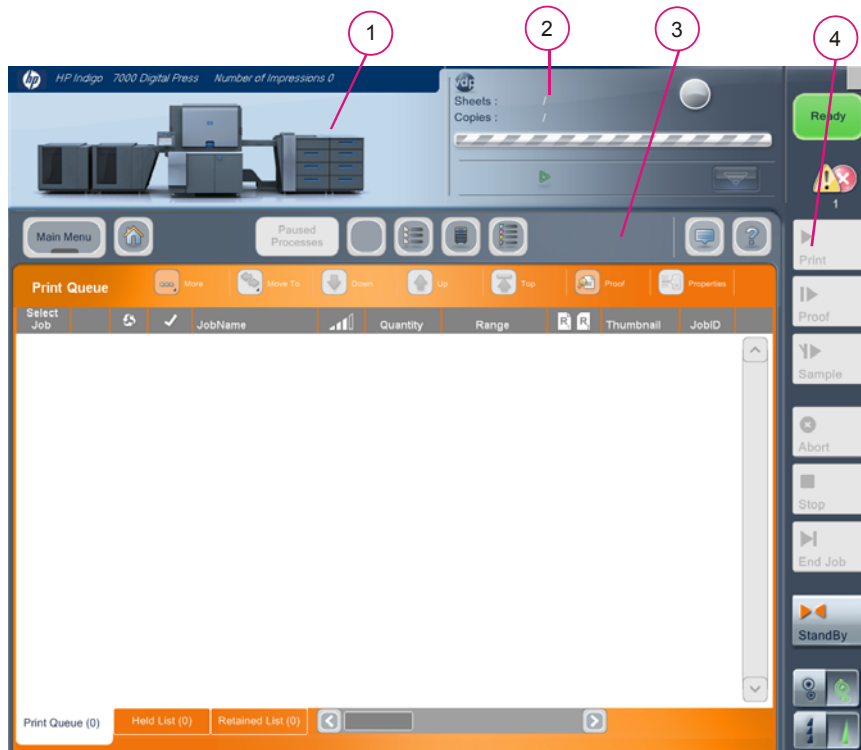 1
2
3
4
hp HP Indigo 7000 Digital Press Number of Impressions 0
vdp
Sheets : /
Copies : /
Ready
1
Main Menu
Paused
Processes
?
Print
Print Queue
More
Move To
Down
Up
Top
Proof
Properties
Proof
Select
Job
JobName
Quantity
Range
R R
Thumbnail
JobID
Sample
Abort
Stop
End Job
StandBy
Print Queue (0)
Held List (0)
Retained List (0)